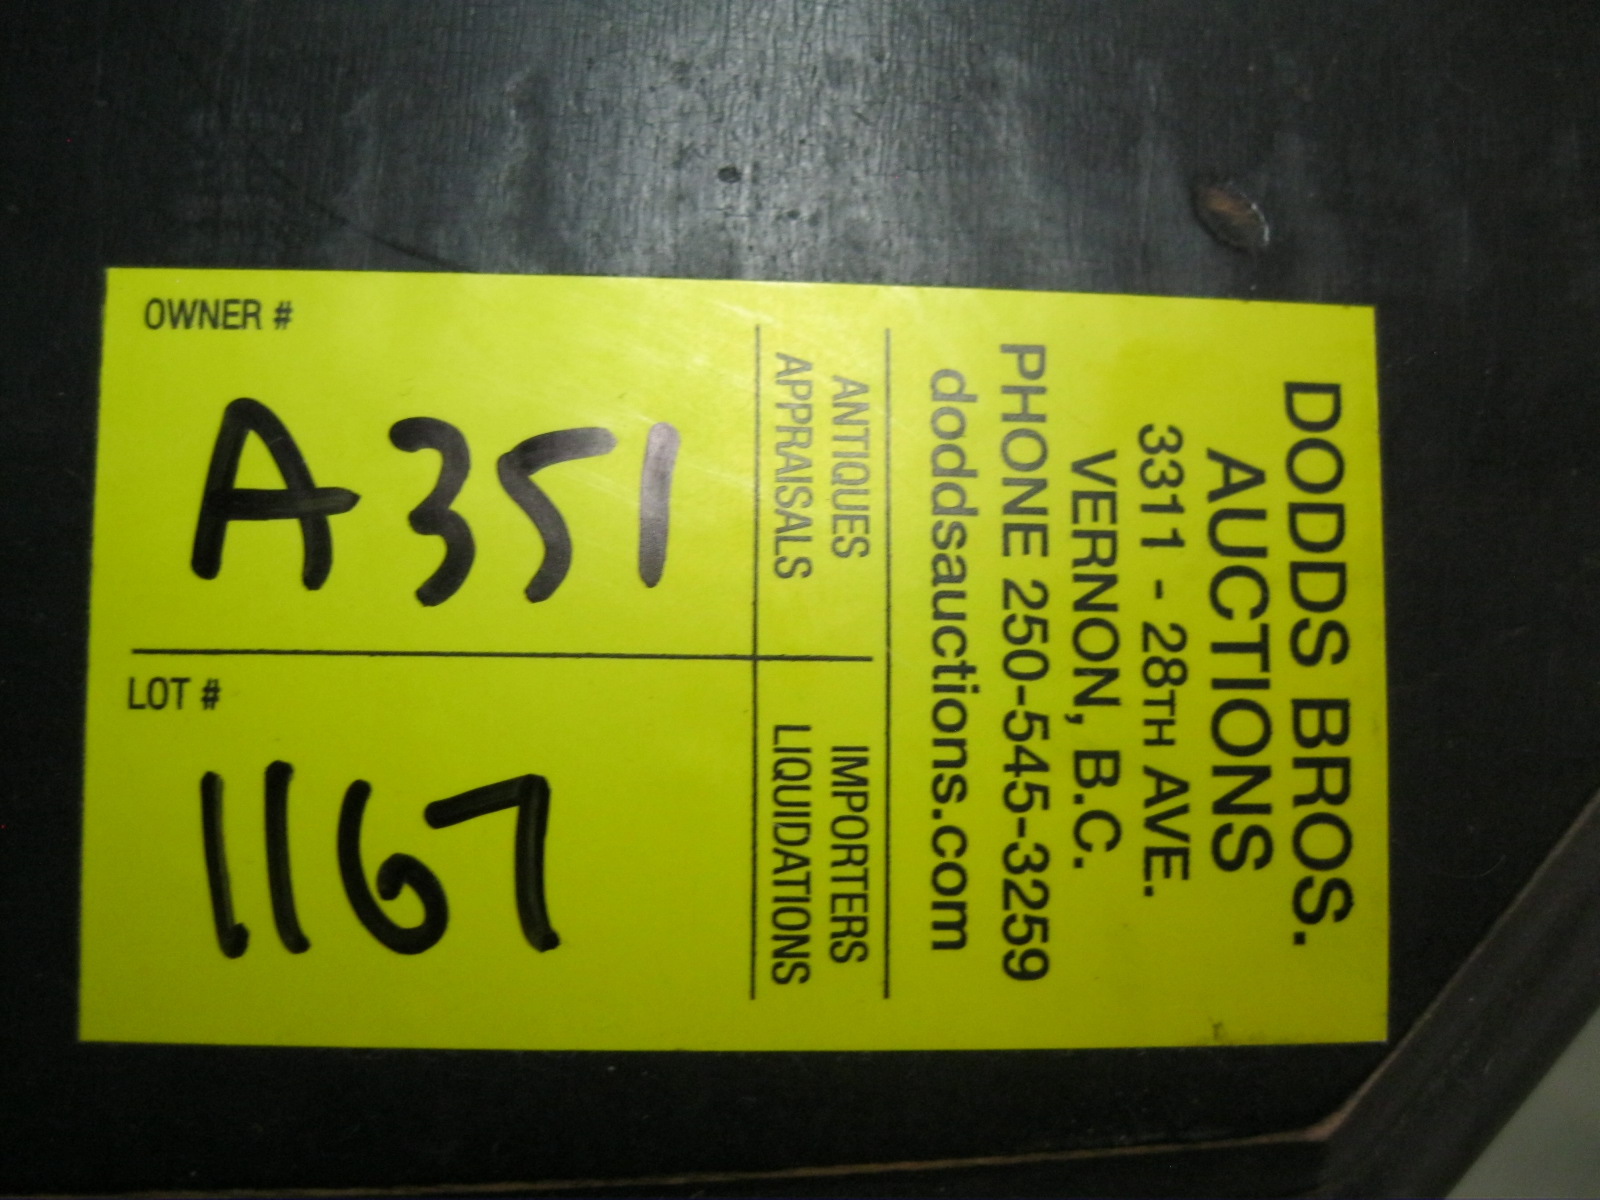 DODDS BROS.
AUCTIONS
3311 - 28TH AVE.
VERNON, B.C.
PHONE 250-545-3259
doddsauctions.com
ANTIQUES
APPRAISALS
IMPORTERS
LIQUIDATIONS
OWNER #
A351
LOT #
1167